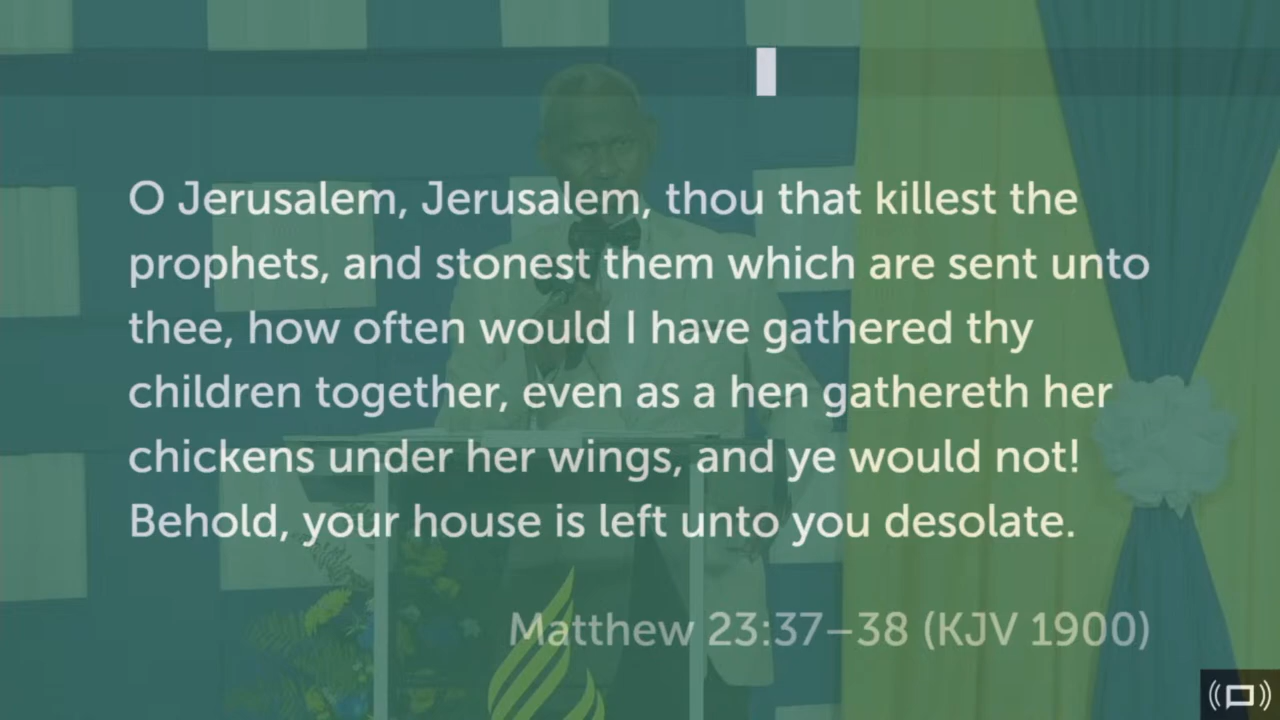 O Jerusalem, Jerusalem, thou that killest the
prophets, and stonest them which are sent unto
thee, how often would I have gathered thy
children together, even as a hen gathereth her
chickens under her wings, and ye would not!
Behold, your house is left unto you desolate.
Matthew 23:37–38 (KJV 1900)